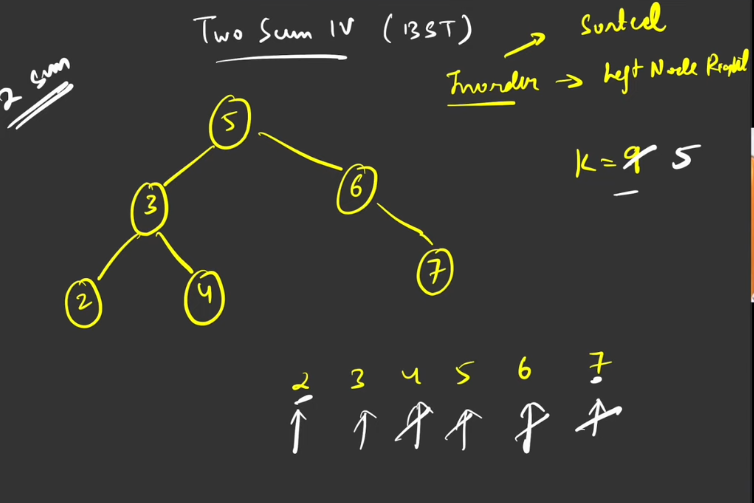 Two Sum IV (BST)
Sorted
2 sum
Inorder → Left Node Right
5
K = 9 5
3
6
2
4
7
2 3 4 5 6 7